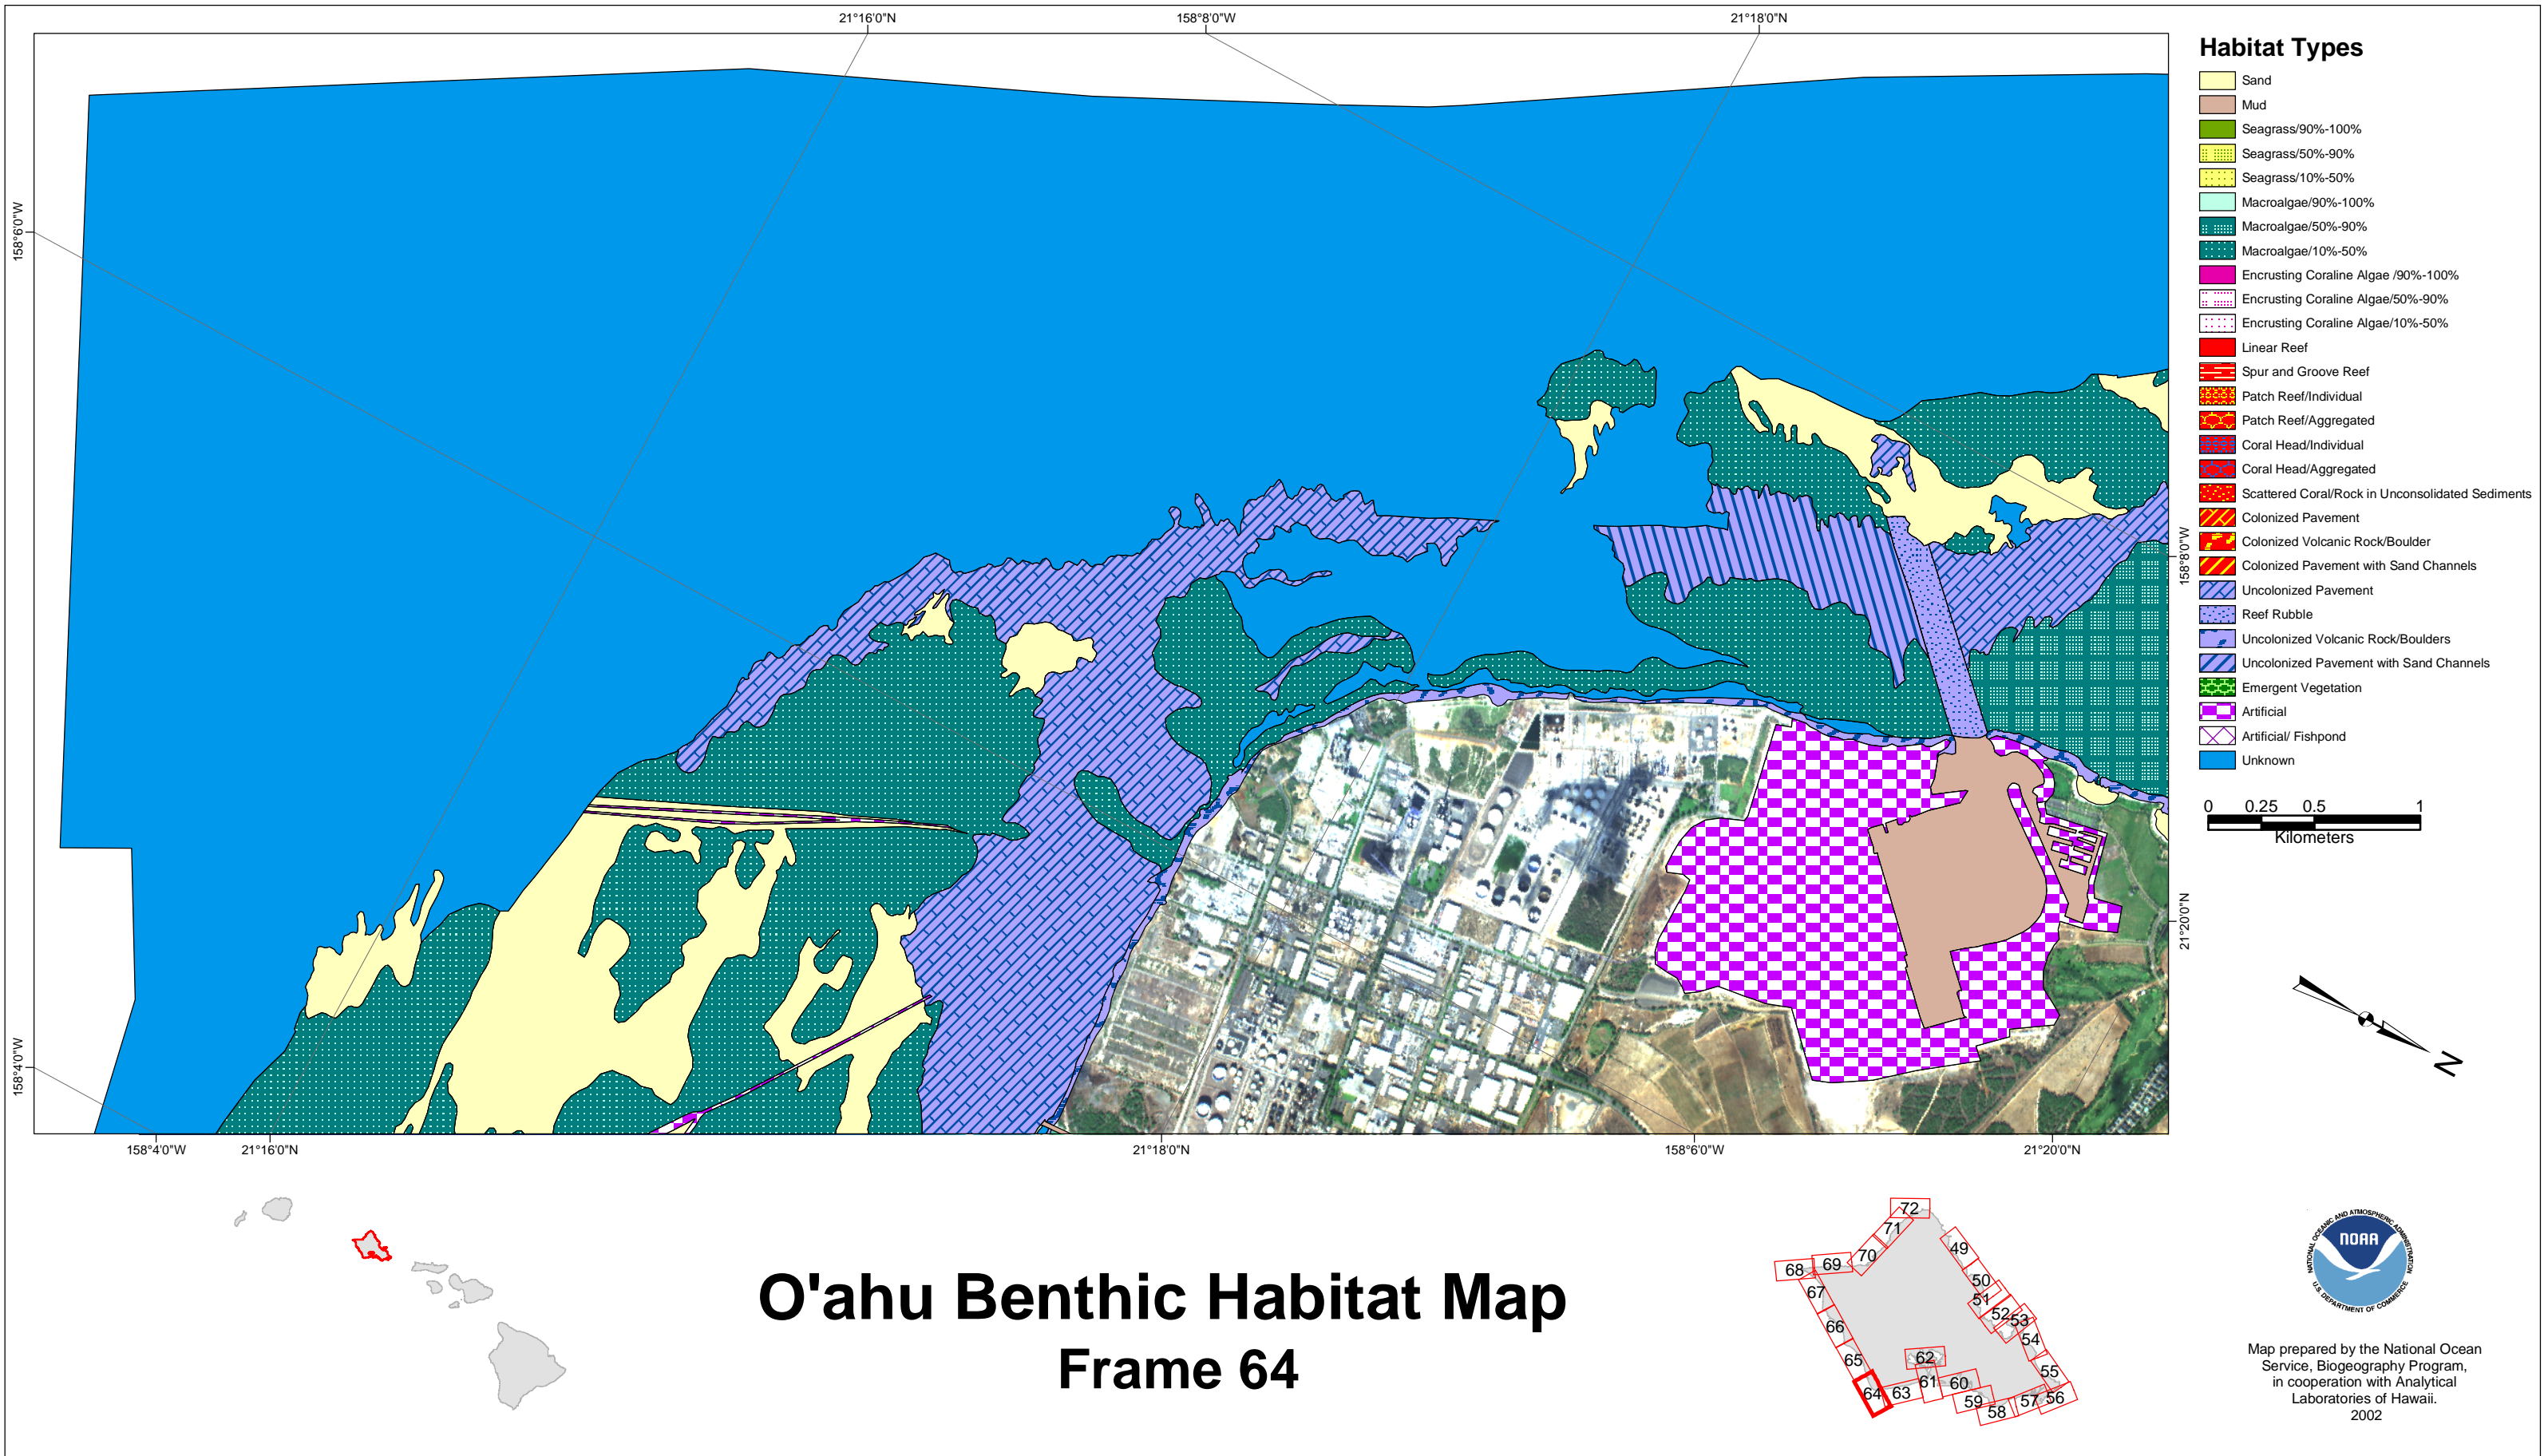 21°16'0"N
158°8'0"W
21°18'0"N
158°6'0"W
158°4'0"W
158°8'0"W
21°20'0"N
158°4'0"W
21°16'0"N
21°18'0"N
158°6'0"W
21°20'0"N
Habitat Types
Sand
Mud
Seagrass/90%-100%
Seagrass/50%-90%
Seagrass/10%-50%
Macroalgae/90%-100%
Macroalgae/50%-90%
Macroalgae/10%-50%
Encrusting Coraline Algae /90%-100%
Encrusting Coraline Algae/50%-90%
Encrusting Coraline Algae/10%-50%
Linear Reef
Spur and Groove Reef
Patch Reef/Individual
Patch Reef/Aggregated
Coral Head/Individual
Coral Head/Aggregated
Scattered Coral/Rock in Unconsolidated Sediments
Colonized Pavement
Colonized Volcanic Rock/Boulder
Colonized Pavement with Sand Channels
Uncolonized Pavement
Reef Rubble
Uncolonized Volcanic Rock/Boulders
Uncolonized Pavement with Sand Channels
Emergent Vegetation
Artificial
Artificial/ Fishpond
Unknown
0 0.25 0.5 1
Kilometers
N
O'ahu Benthic Habitat Map
Frame 64
72
71
49
70
69
68
50
67
51
52
53
66
54
62
65
55
61
60
64
63
59
57
56
58
NATIONAL OCEANIC AND ATMOSPHERIC ADMINISTRATION
NOAA
U.S. DEPARTMENT OF COMMERCE
Map prepared by the National Ocean
Service, Biogeography Program,
in cooperation with Analytical
Laboratories of Hawaii.
2002